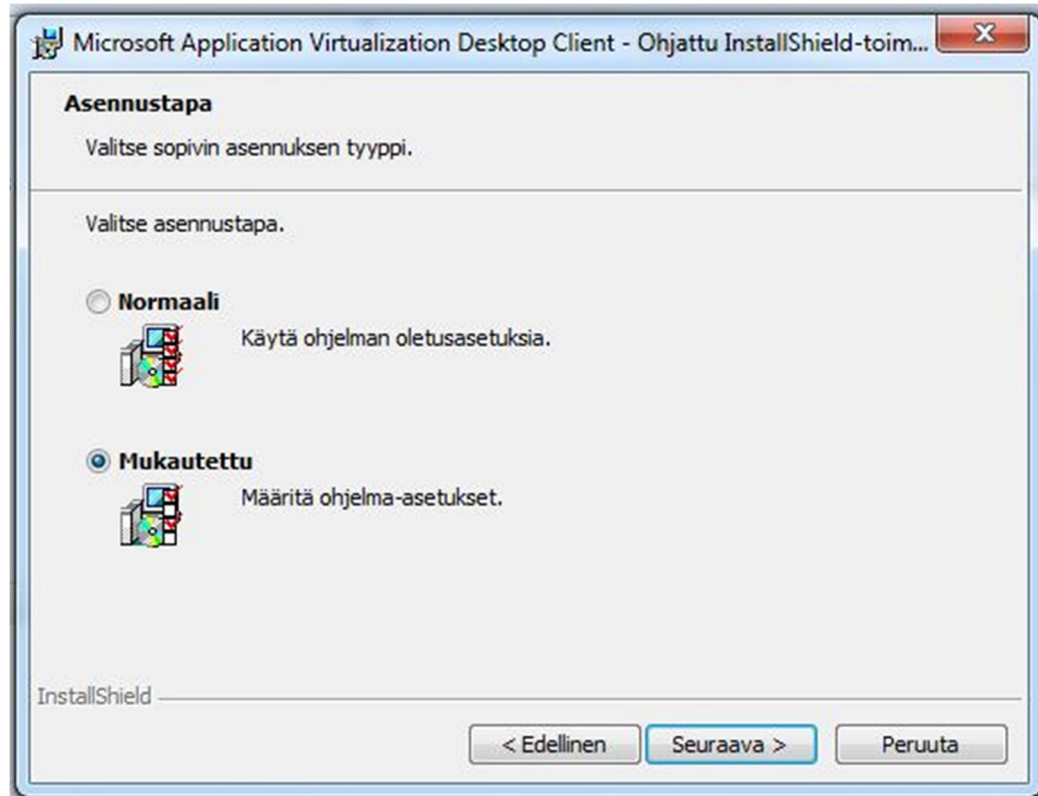 Microsoft Application Virtualization Desktop Client - Ohjattu InstallShield-toim...
Asennustapa
Valitse sopivin asennuksen tyyppi.
Valitse asennustapa.
Normaali
Käytä ohjelman oletusasetuksia.
Mukautettu
Määritä ohjelma-asetukset.
InstallShield
< Edellinen
Seuraava >
Peruuta